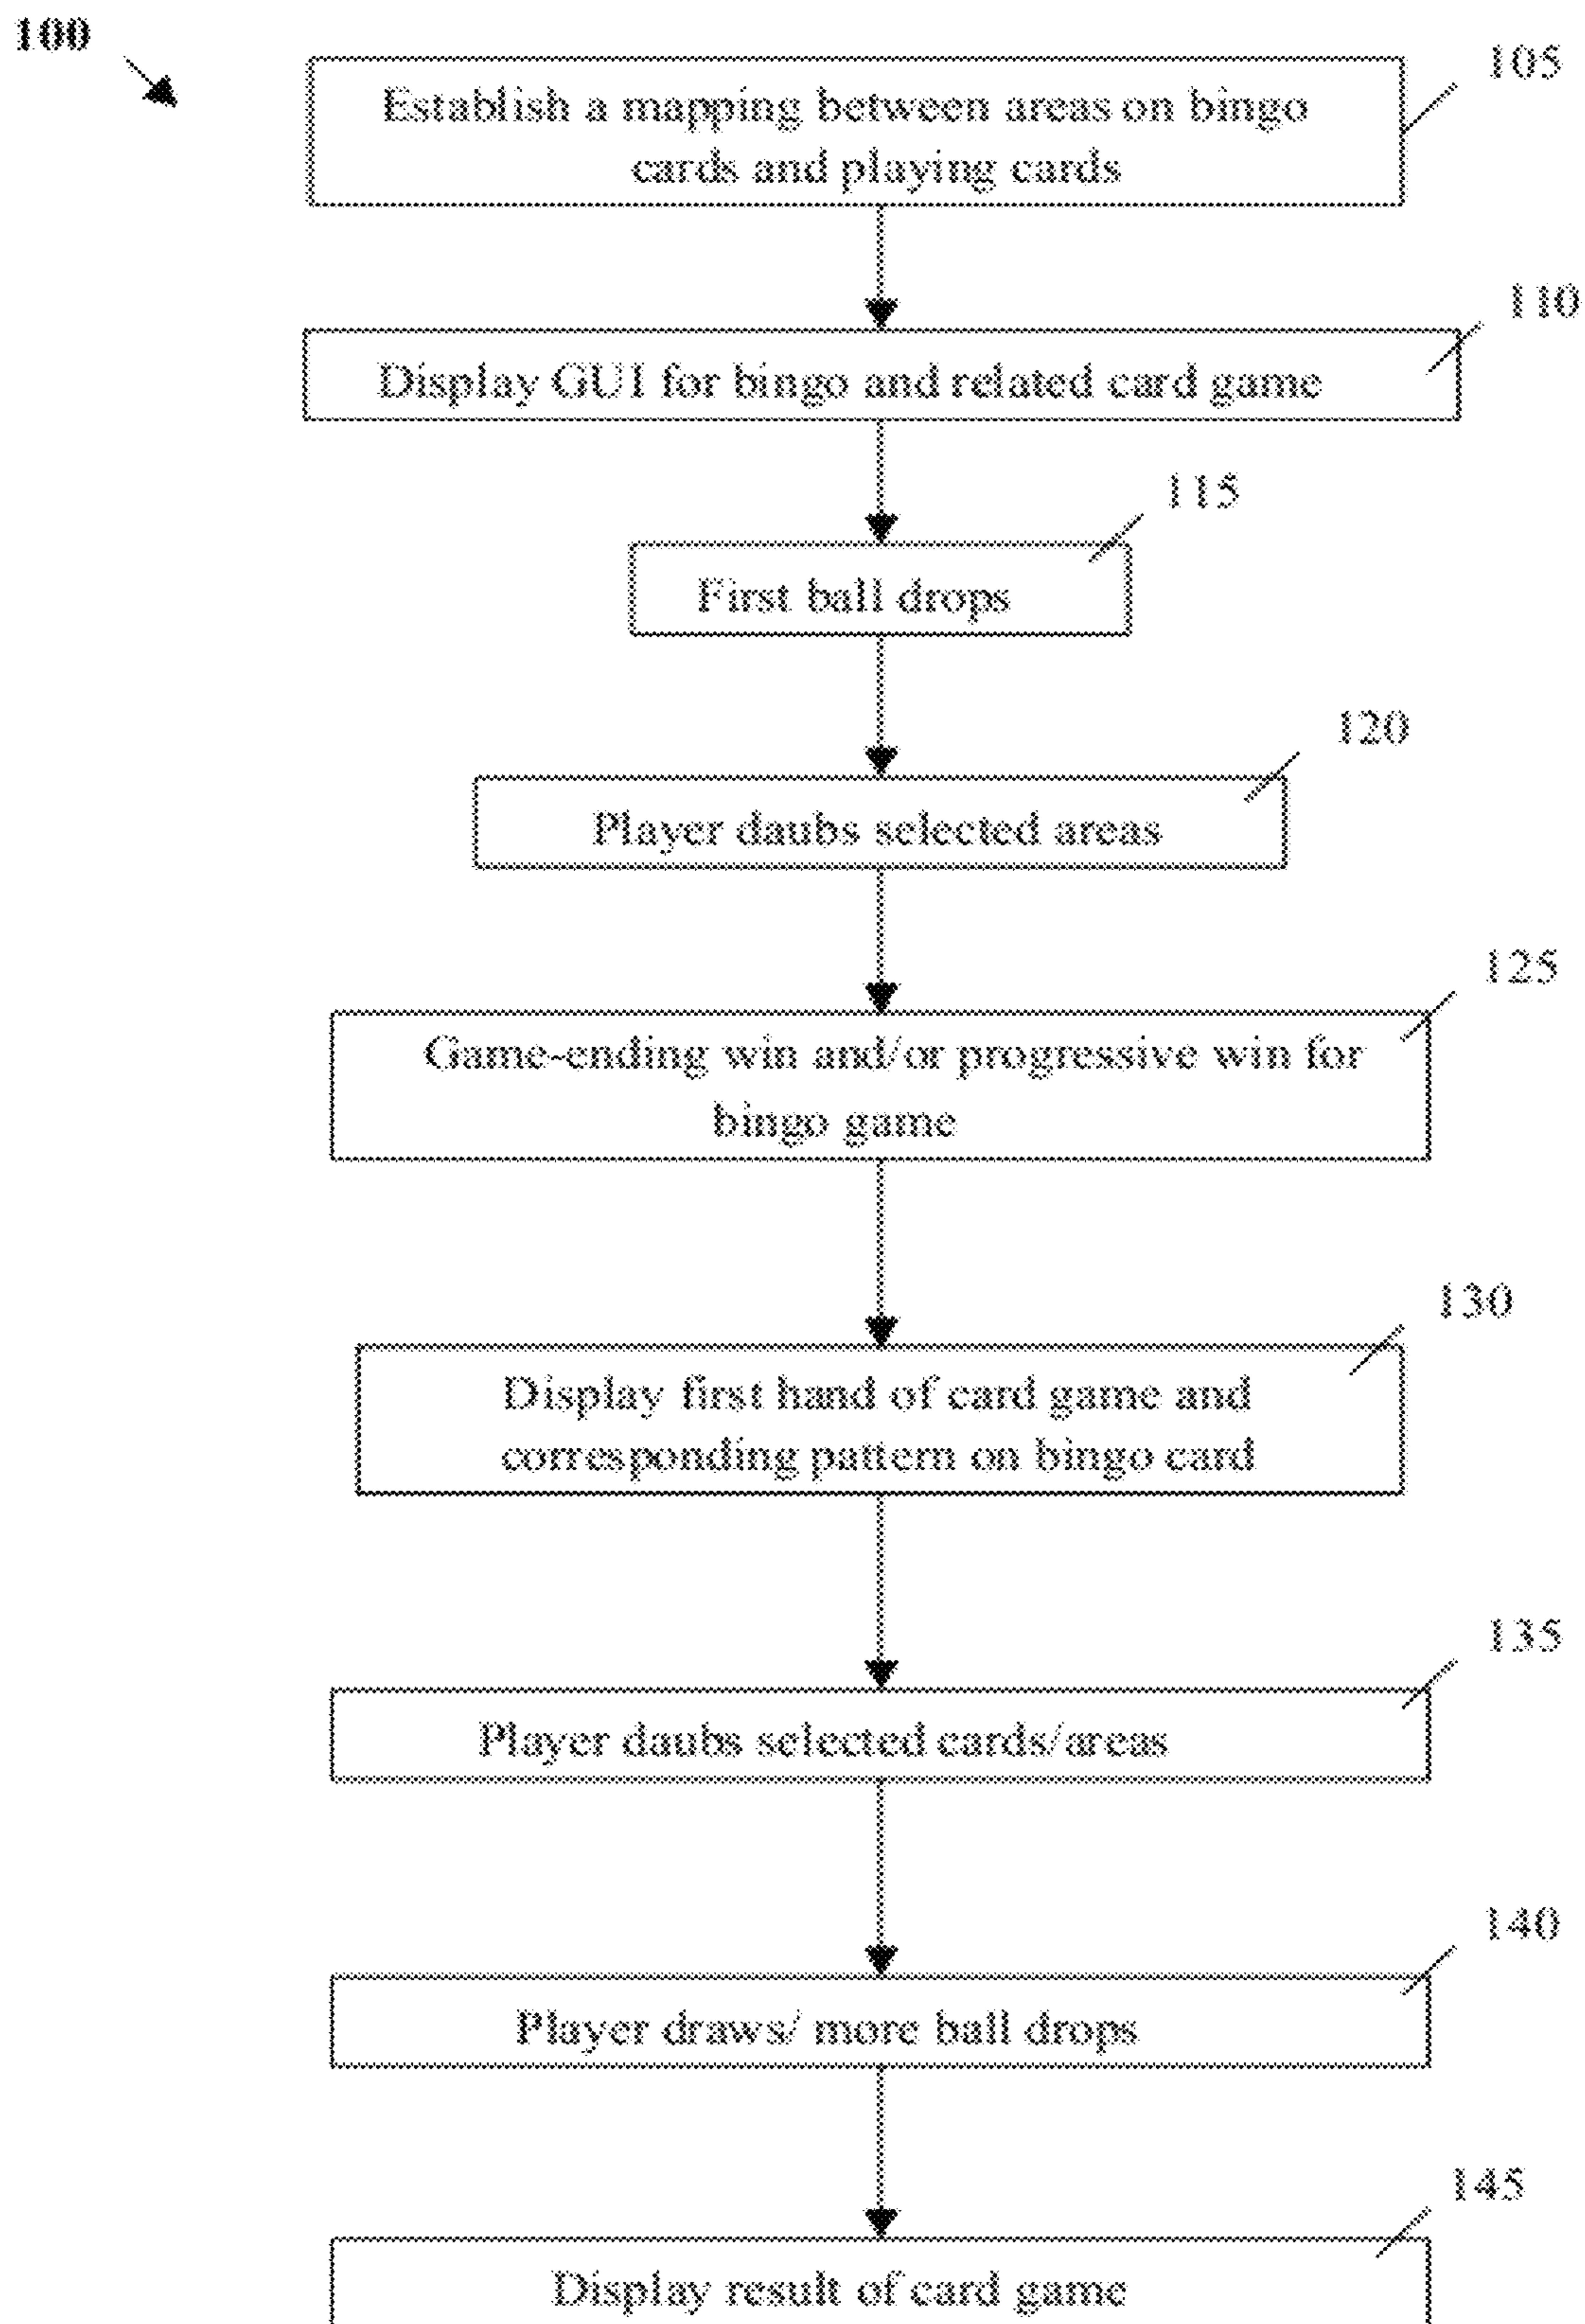 100
105
Establish a mapping between areas on bingo
cards and playing cards
110
Display GUI for bingo and related card game
115
First ball drops
120
Player daubs selected areas
125
Game-ending win and/or progressive win for
bingo game
130
Display first hand of card game and
corresponding pattern on bingo card
135
Player daubs selected cards/areas
140
Player draws/ more ball drops
145
Display result of card game